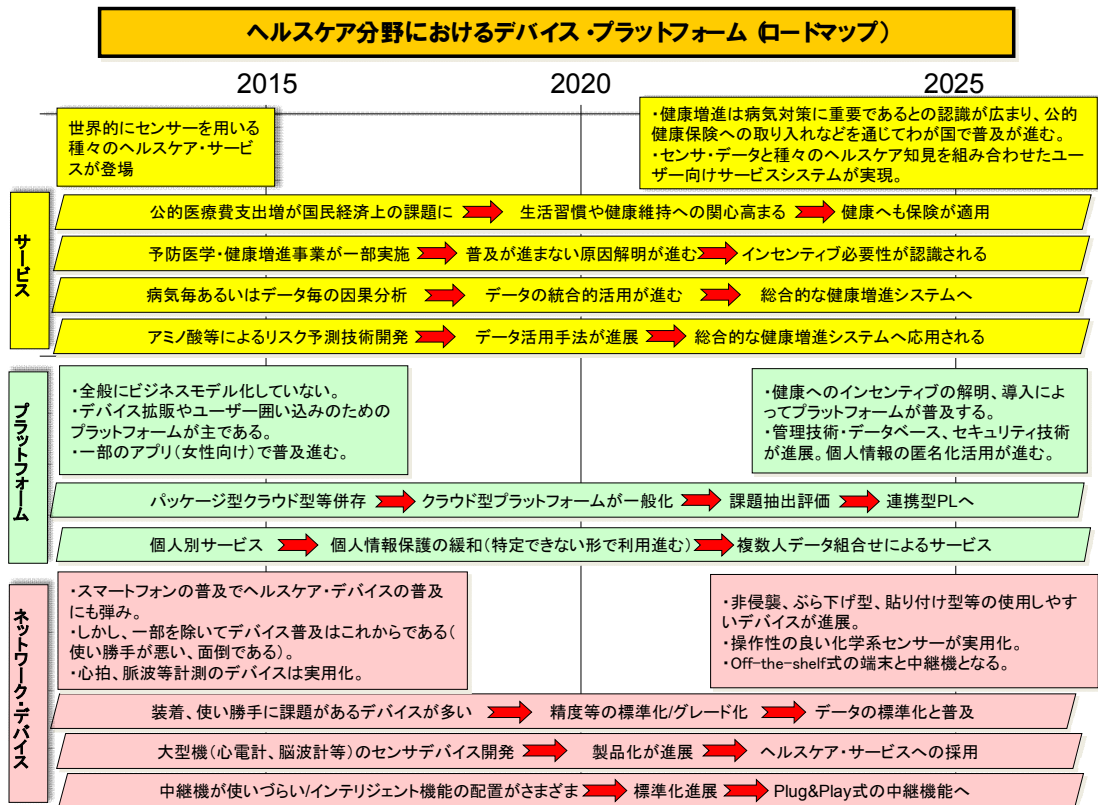 ヘルスケア分野におけるデバイス・プラットフォーム(ロードマップ)
2015
2020
2025
世界的にセンサーを用いる
種々のヘルスケア・サービ
スが登場
・健康増進は病気対策に重要であるとの認識が広まり、公的
健康保険への取り入れなどを通じてわが国で普及が進む。
・センサ・データと種々のヘルスケア知見を組み合わせたユー
ザー向けサービスシステムが実現。
サービス
公的医療費支出増が国民経済上の課題に 生活習慣や健康維持への関心高まる 健康へも保険が適用
予防医学・健康増進事業が一部実施 普及が進まない原因解明が進む インセンティブ必要性が認識される
病気毎あるいはデータ毎の因果分析 データの統合的活用が進む 総合的な健康増進システムへ
アミノ酸等によるリスク予測技術開発 データ活用手法が進展 総合的な健康増進システムへ応用される
プラットフォーム
・全般にビジネスモデル化していない。
・デバイス拡販やユーザー囲い込みのための
プラットフォームが主である。
・一部のアプリ(女性向け)で普及進む。
・健康へのインセンティブの解明、導入によ
ってプラットフォームが普及する。
・管理技術・データベース、セキュリティ技術
が進展。個人情報の匿名化活用が進む。
パッケージ型クラウド型等併存 クラウド型プラットフォームが一般化 課題抽出評価 連携型PLへ
個人別サービス 個人情報保護の緩和(特定できない形で利用進む) 複数人データ組合せによるサービス
ネットワーク・デバイス
・スマートフォンの普及でヘルスケア・デバイスの普及
にも弾み。
・しかし、一部を除いてデバイス普及はこれからである(
使い勝手が悪い、面倒である)。
・心拍、脈波等計測のデバイスは実用化。
・非侵襲、ぶら下げ型、貼り付け型等の使用しやす
いデバイスが進展。
・操作性の良い化学系センサーが実用化。
・Off-the-shelf式の端末と中継機となる。
装着、使い勝手に課題があるデバイスが多い 精度等の標準化/グレード化 データの標準化と普及
大型機(心電計、脳波計等)のセンサデバイス開発 製品化が進展 ヘルスケア・サービスへの採用
中継機が使いづらい/インテリジェント機能の配置がさまざま 標準化進展 Plug&Play式の中継機能へ